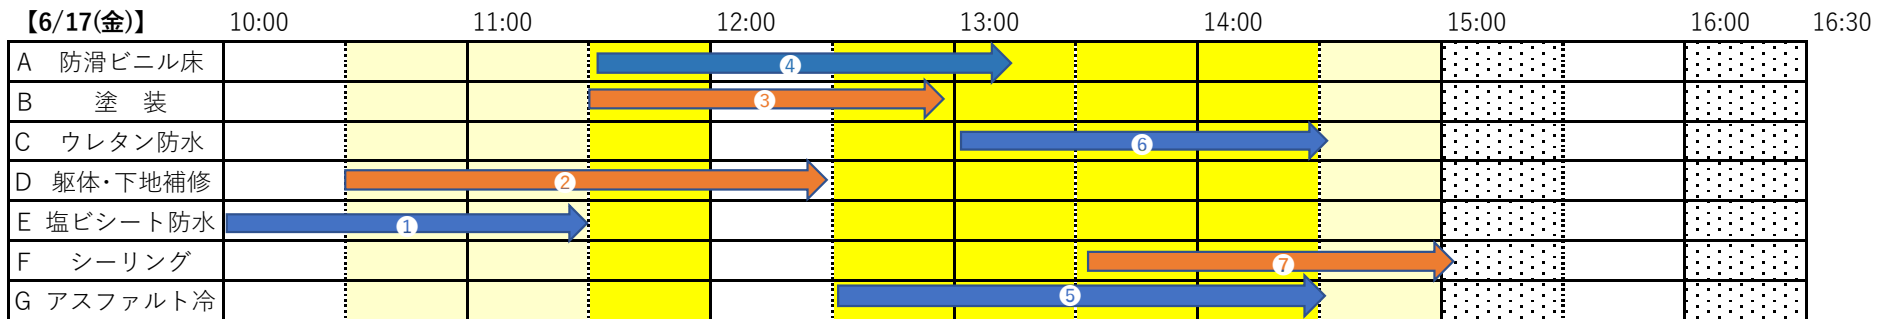 【6/17(金)】 10:00 11:00 12:00 13:00 14:00 15:00 16:00 16:30
A 防滑ビニル床 ④
B 塗 装 ③
C ウレタン防水 ⑥
D 躯体・下地補修 ②
E 塩ビシート防水 ①
F シーリング ⑦
G アスファルト冷 ⑤